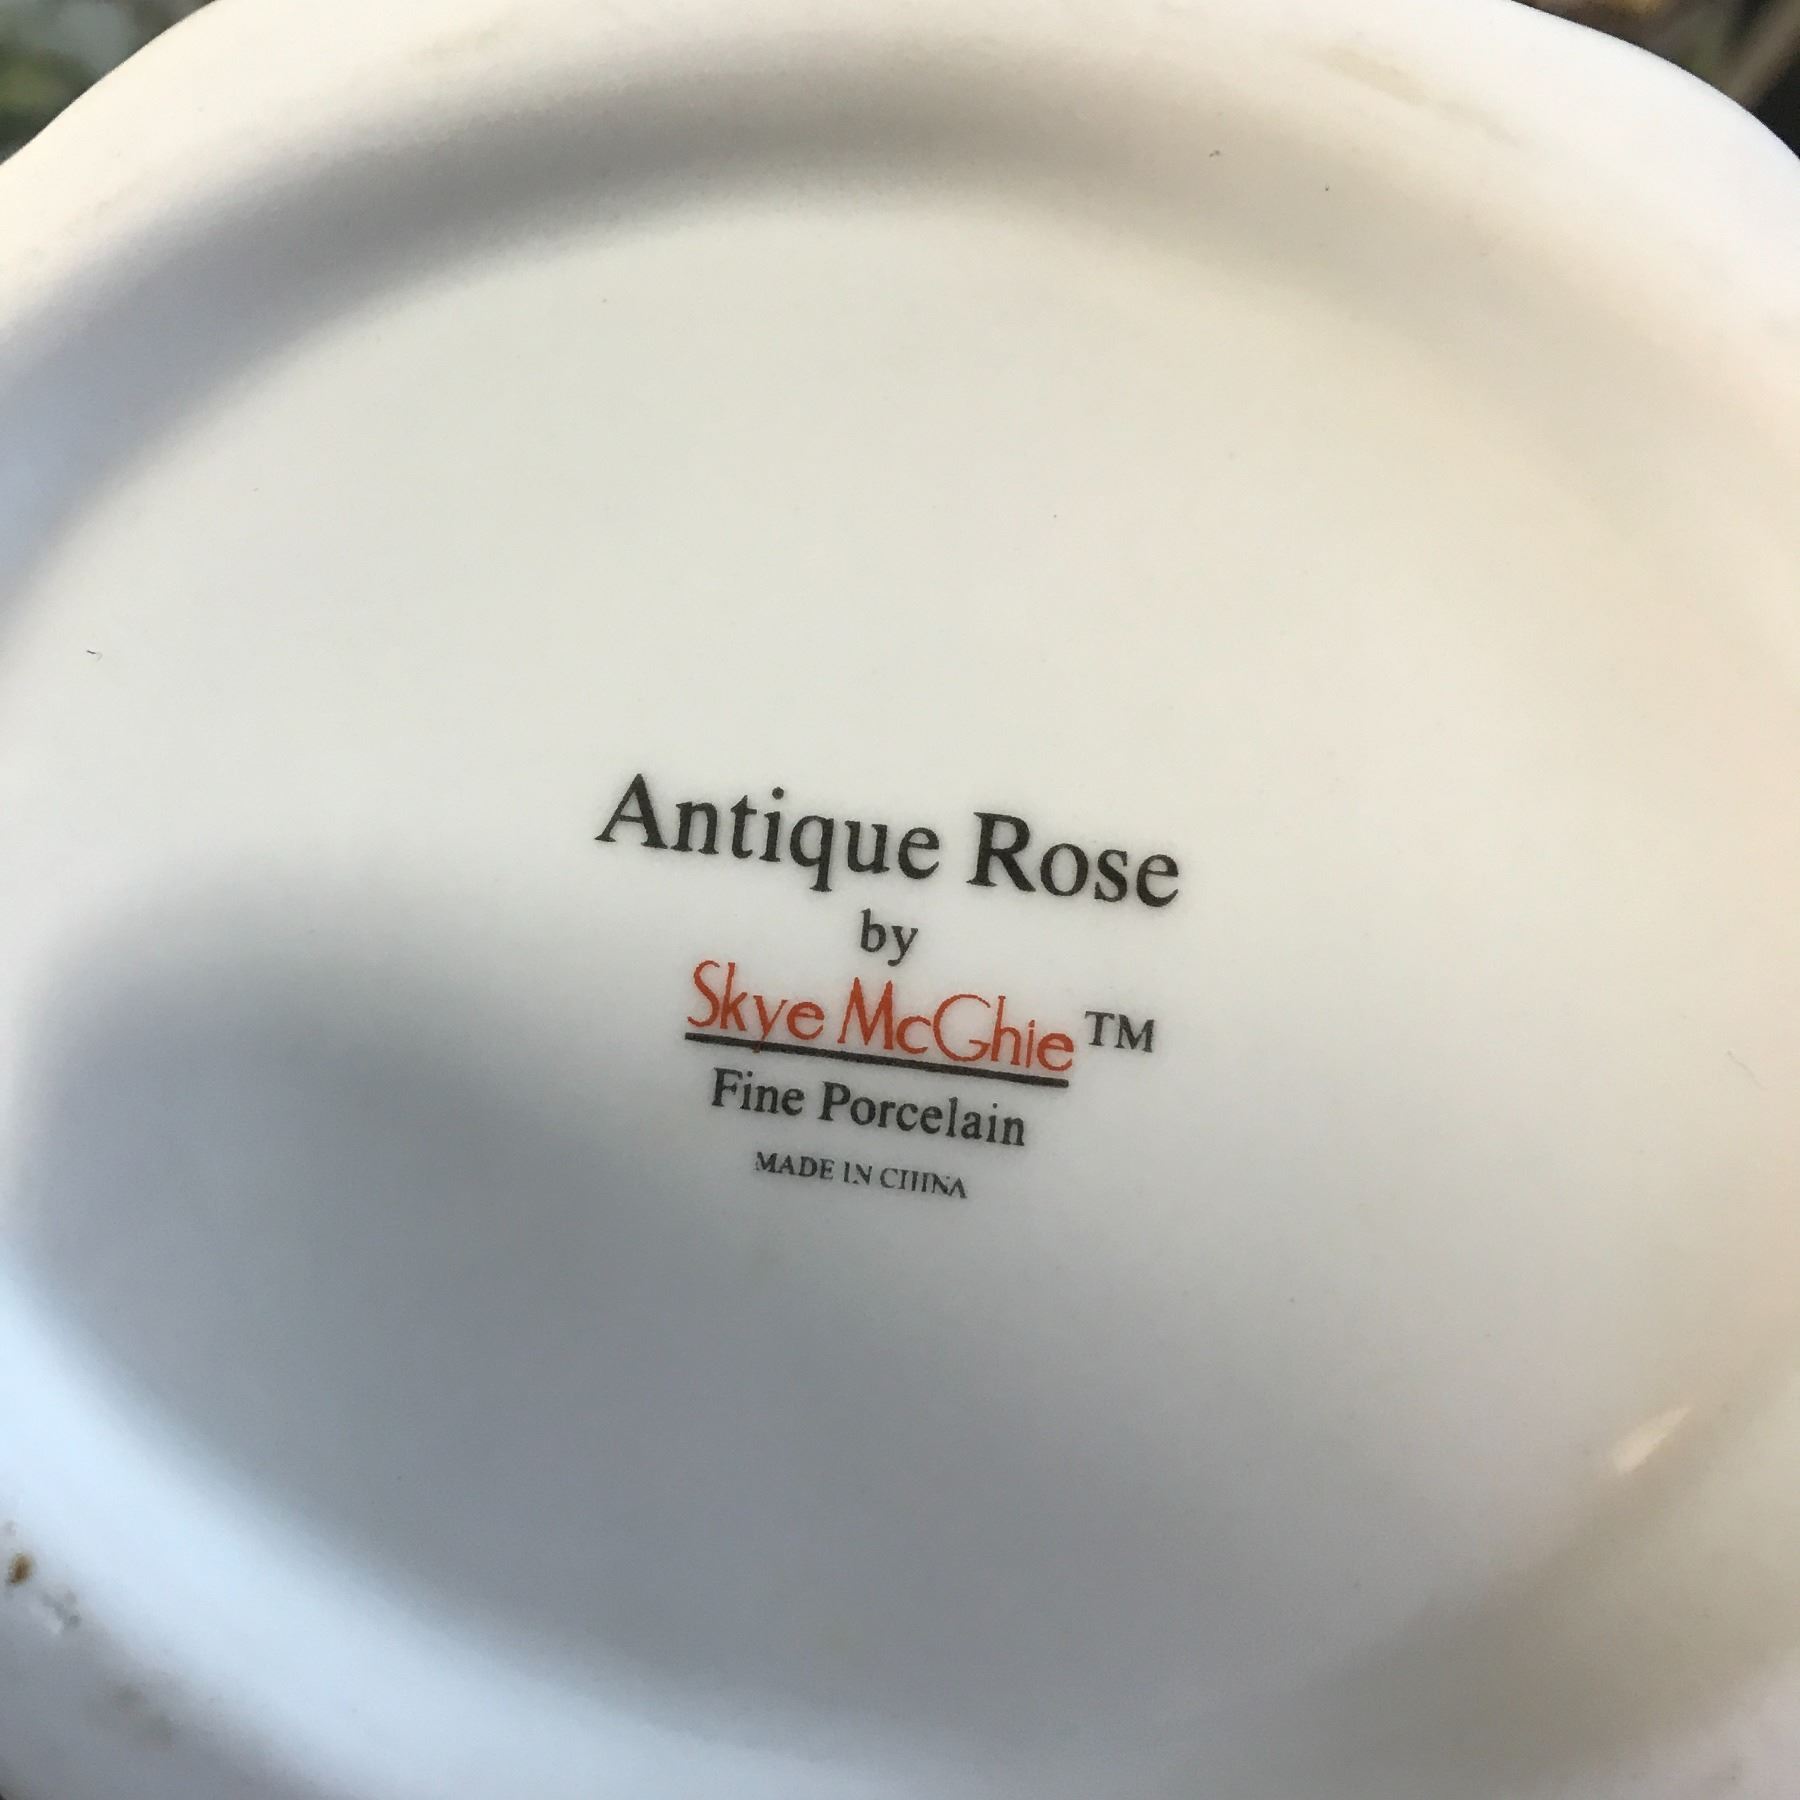 Antique Rose
by
Skye McGhie™
Fine Porcelain
MADE IN CHINA